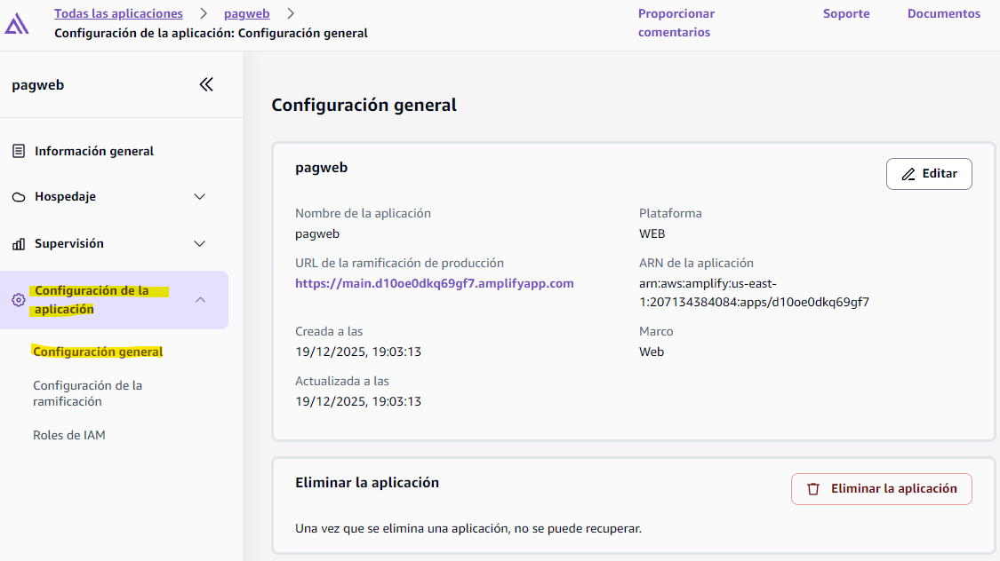 Todas las aplicaciones
pagweb
Configuración de la aplicación: Configuración general
Proporcionar
comentarios
Soporte
Documentos
pagweb
Información general
Hospedaje
Supervisión
Configuración de la
aplicación
Configuración general
Configuración de la
ramificación
Roles de IAM
Configuración general
pagweb
Editar
Nombre de la aplicación
pagweb
Plataforma
WEB
URL de la ramificación de producción
https://main.d10oe0dkq69gf7.amplifyapp.com
ARN de la aplicación
arn:aws:amplify:us-east-
1:207134384084:apps/d10oe0dkq69gf7
Creada a las
19/12/2025, 19:03:13
Marco
Web
Actualizada a las
19/12/2025, 19:03:13
Eliminar la aplicación
Eliminar la aplicación
Una vez que se elimina una aplicación, no se puede recuperar.